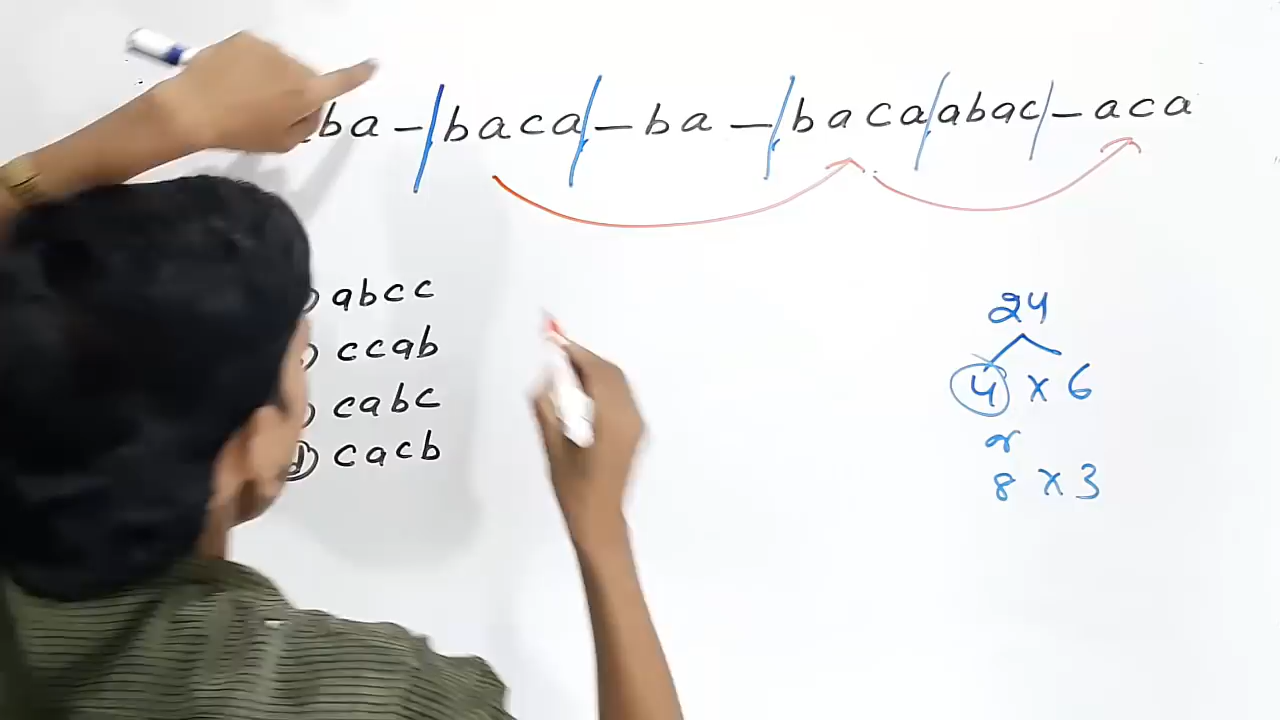 ba – / baca / – ba – / baca / abac / – aca
abcc
ccab
cabc
(d) cacb
24
4 x 6
or
8 x 3